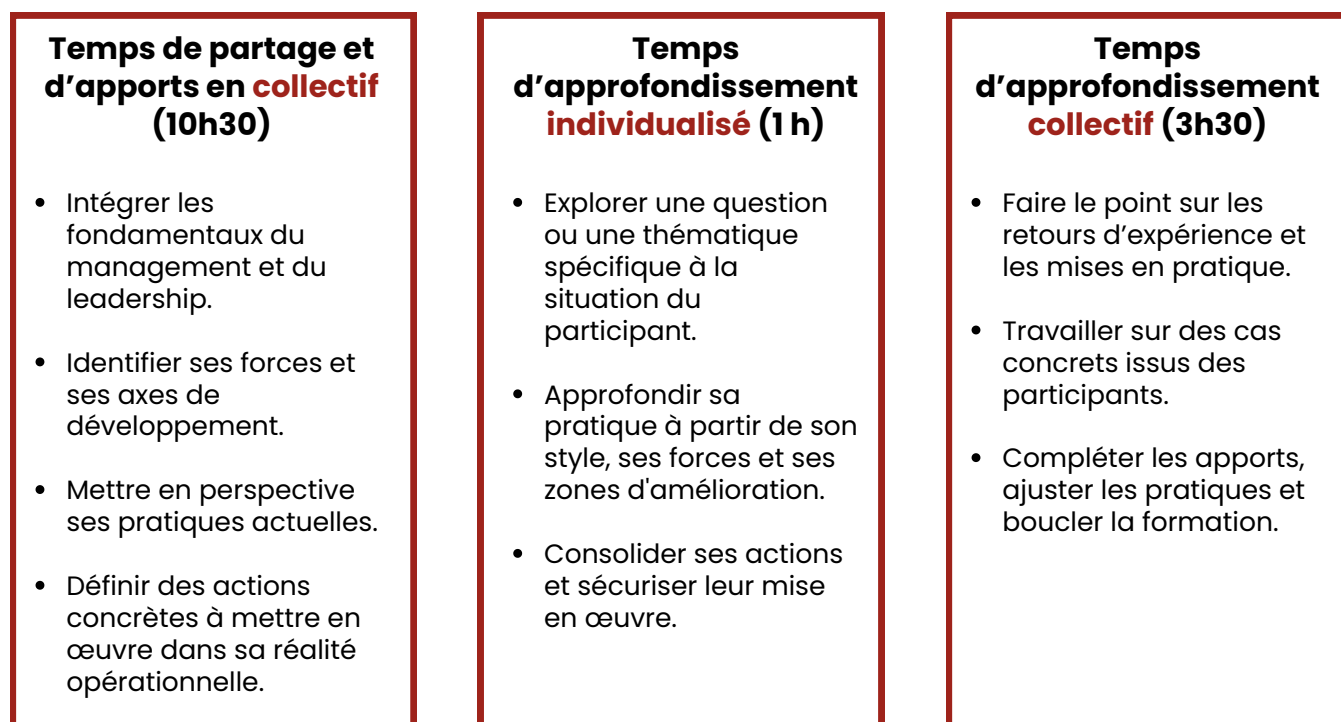 Temps de partage et
d’apports en collectif
(10h30)
• Intégrer les
fondamentaux du
management et du
leadership.
• Identifier ses forces et
ses axes de
développement.
• Mettre en perspective
ses pratiques actuelles.
• Définir des actions
concrètes à mettre en
œuvre dans sa réalité
opérationnelle.
Temps
d’approfondissement
individualisé (1 h)
• Explorer une question
ou une thématique
spécifique à la
situation du
participant.
• Approfondir sa
pratique à partir de son
style, ses forces et ses
zones d'amélioration.
• Consolider ses actions
et sécuriser leur mise
en œuvre.
Temps
d’approfondissement
collectif (3h30)
• Faire le point sur les
retours d’expérience et
les mises en pratique.
• Travailler sur des cas
concrets issus des
participants.
• Compléter les apports,
ajuster les pratiques et
boucler la formation.